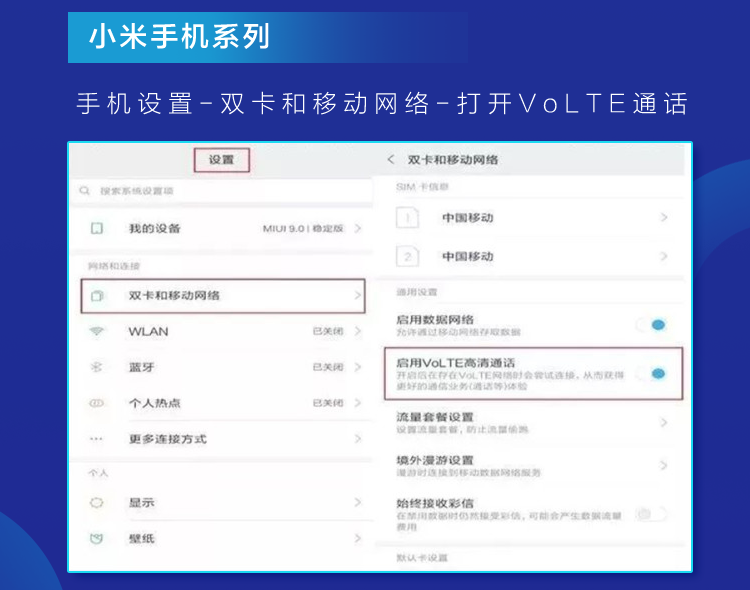 小米手机系列
手机设置-双卡和移动网络-打开VoLTE通话
设置
搜索系统设置项
我的设备 MIUI 9.0 | 稳定版
网络和连接
双卡和移动网络
WLAN 已关闭
蓝牙 已关闭
个人热点 已关闭
更多连接方式
个人
显示
壁纸
双卡和移动网络
SIM 卡信息
1 中国移动
2 中国移动
通用设置
启用数据网络
允许通过移动网络存取数据
启用VoLTE高清通话
开启后在存在VoLTE网络时会尝试连接，从而获得
更好的通信业务(通话等)体验
流量套餐设置
设置流量套餐，防止流量偷跑
境外漫游设置
漫游时连接到移动数据网络服务
始终接收彩信
在禁用数据时仍然接受彩信，可能会产生数据流量
费用
默认卡设置